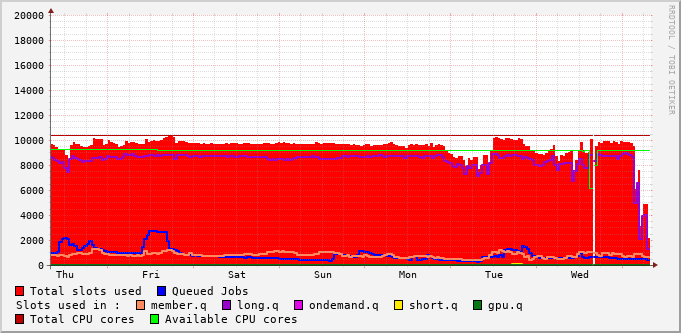 20000
18000
16000
14000
12000
10000
8000
6000
4000
2000
0
Thu Fri Sat Sun Mon Tue Wed
RRDTOOL / TOBI OETIKER
Total slots used Queued Jobs
Slots used in : member.q long.q ondemand.q short.q gpu.q
Total CPU cores Available CPU cores